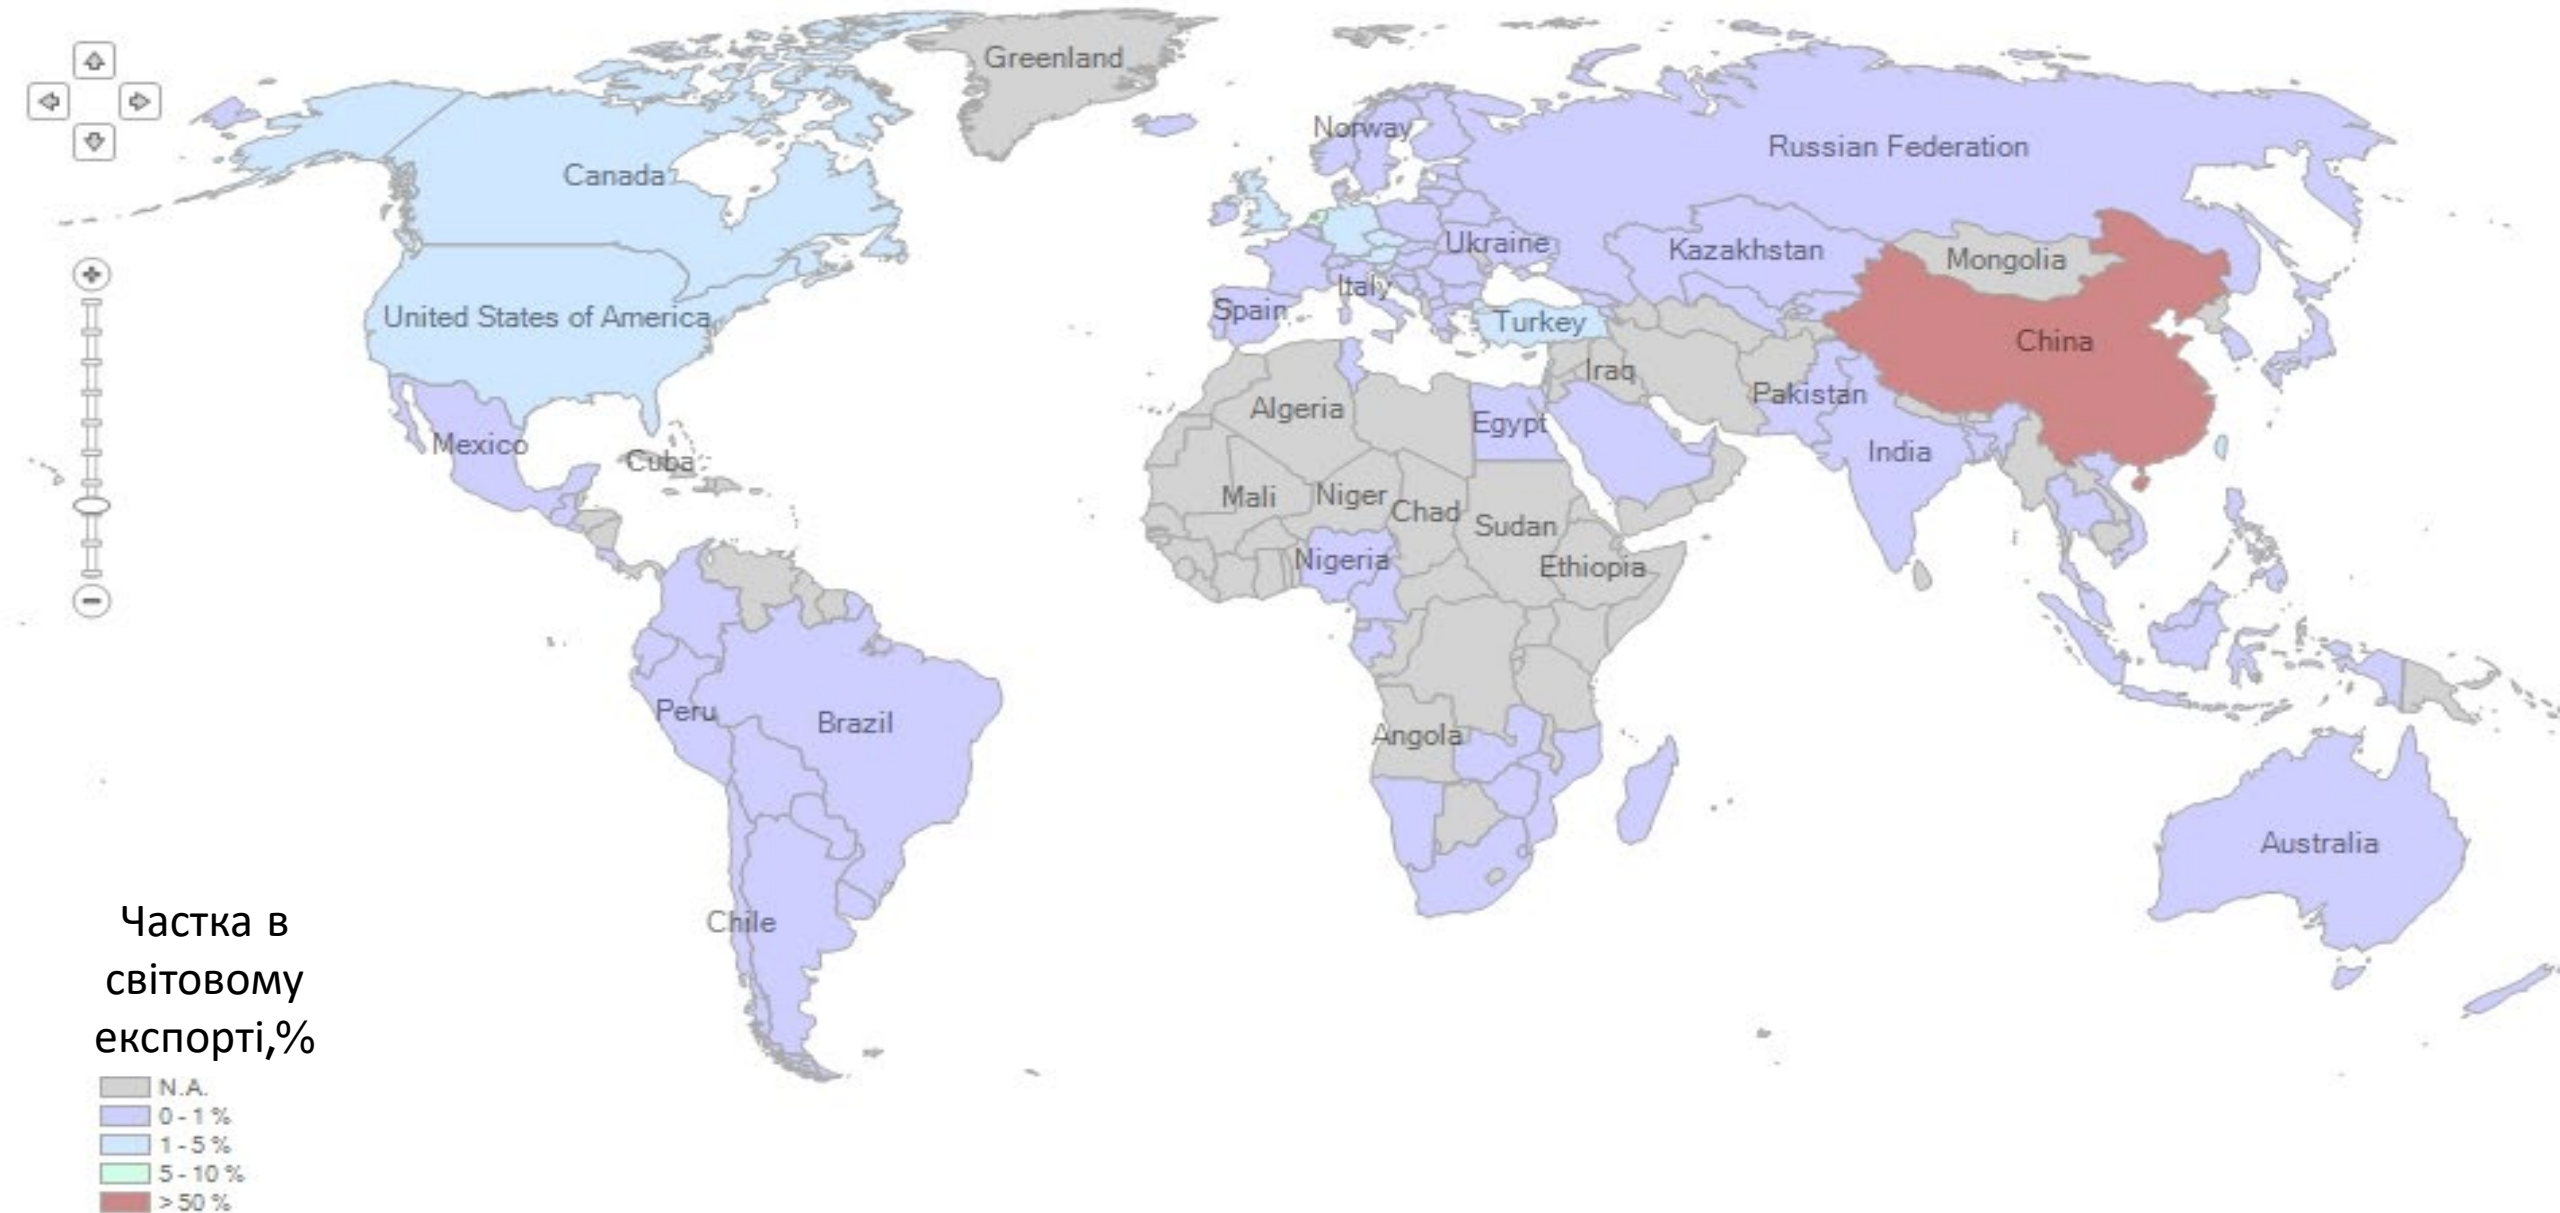 Greenland
Norway
Canada
Russian Federation
Ukraine
Kazakhstan
Mongolia
Italy
Spain
United States of America
Turkey
China
Iraq
Pakistan
Algeria
Egypt
Mexico
India
Cuba
Mali
Niger
Chad
Sudan
Nigeria
Ethiopia
Peru
Brazil
Angola
Australia
Chile
Частка в
світовому
експорті,%
N.A.
0 - 1 %
1 - 5 %
5 - 10 %
> 50 %